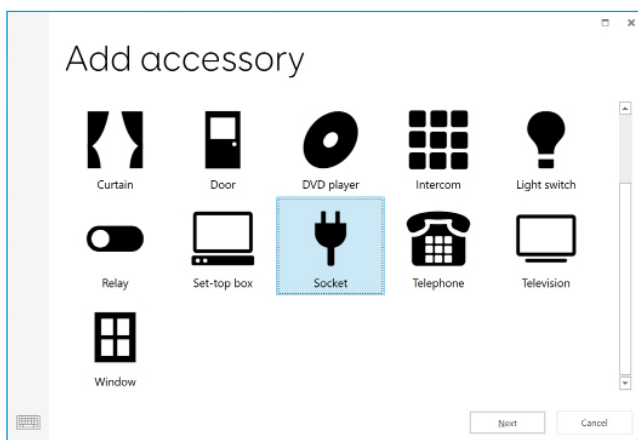 Add accessory
Curtain
Door
DVD player
Intercom
Light switch
Relay
Set-top box
Socket
Telephone
Television
Window
Next
Cancel